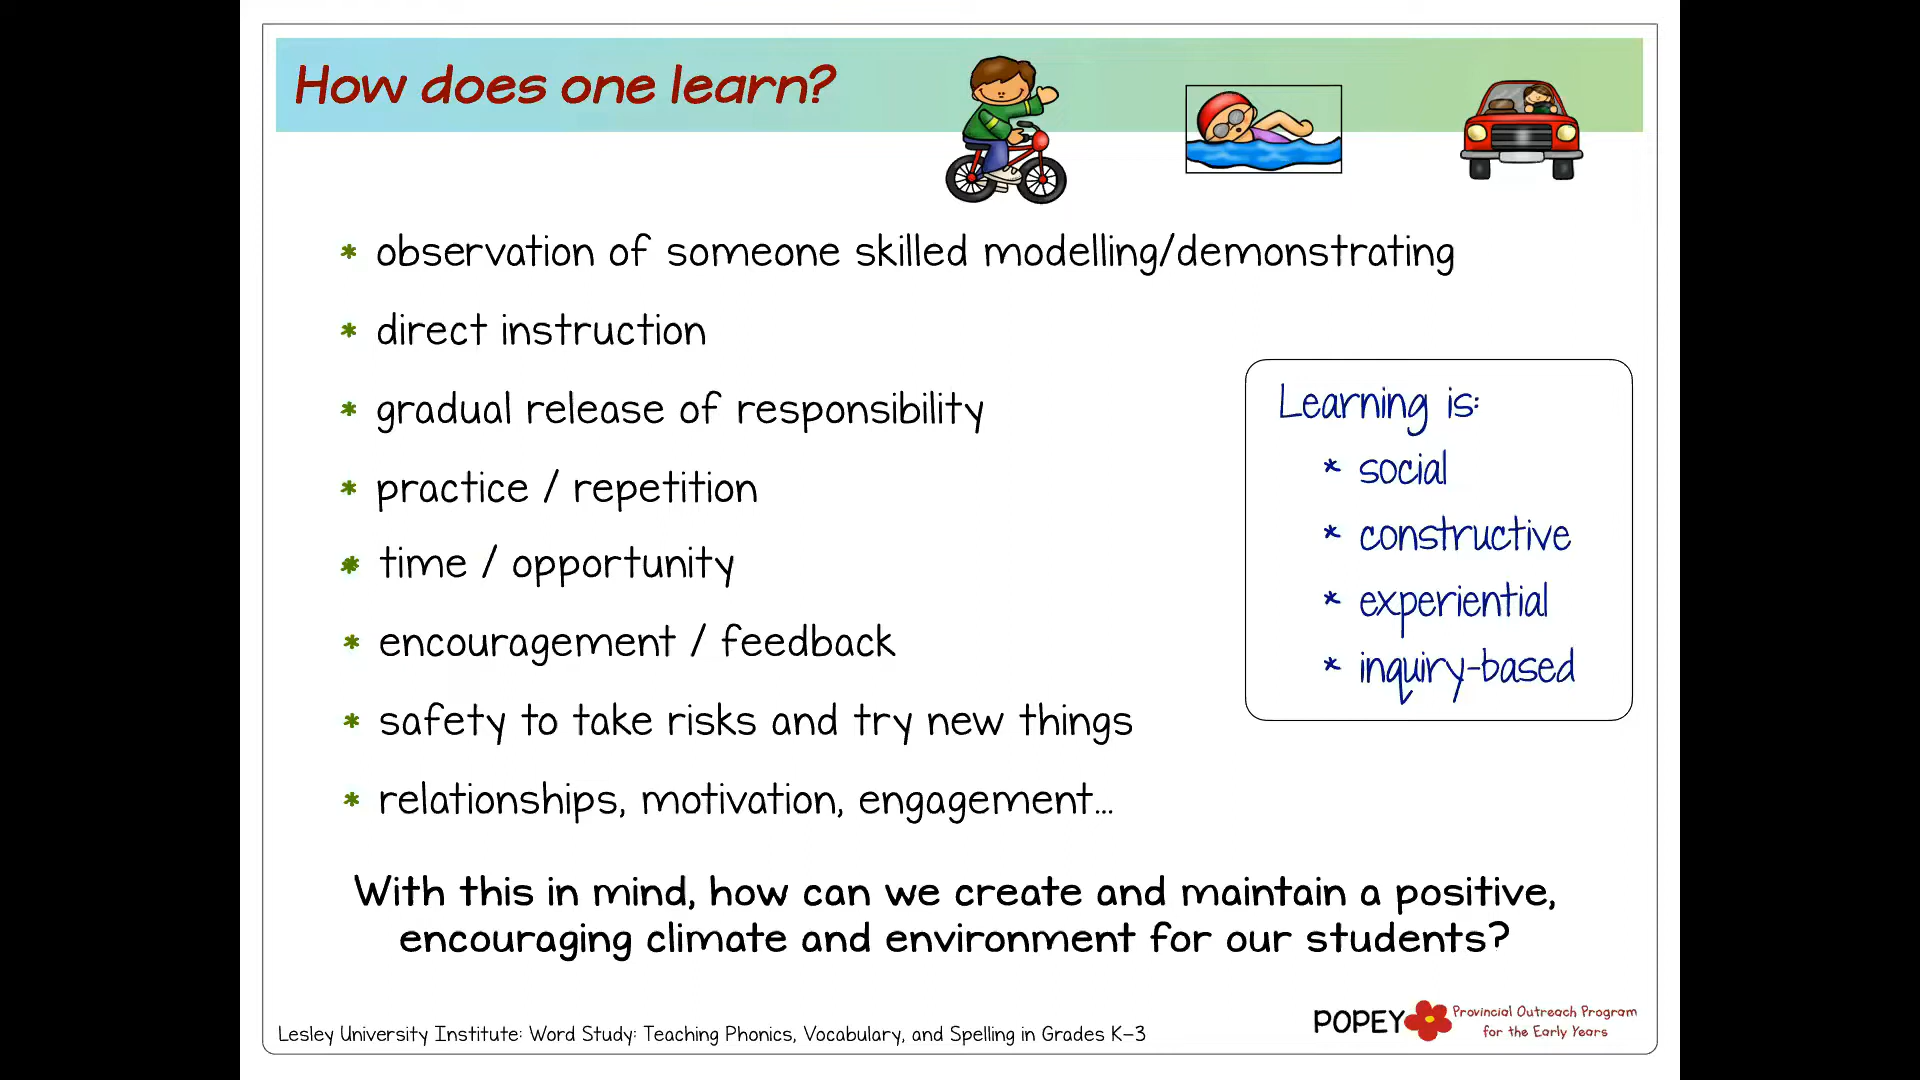 How does one learn?
* observation of someone skilled modelling/demonstrating
* direct instruction
* gradual release of responsibility
* practice / repetition
* time / opportunity
* encouragement / feedback
* safety to take risks and try new things
* relationships, motivation, engagement...
Learning is:
* social
* constructive
* experiential
* inquiry-based
With this in mind, how can we create and maintain a positive,
encouraging climate and environment for our students?
Lesley University Institute: Word Study: Teaching Phonics, Vocabulary, and Spelling in Grades K-3
POPEY Provincial Outreach Program
for the Early Years